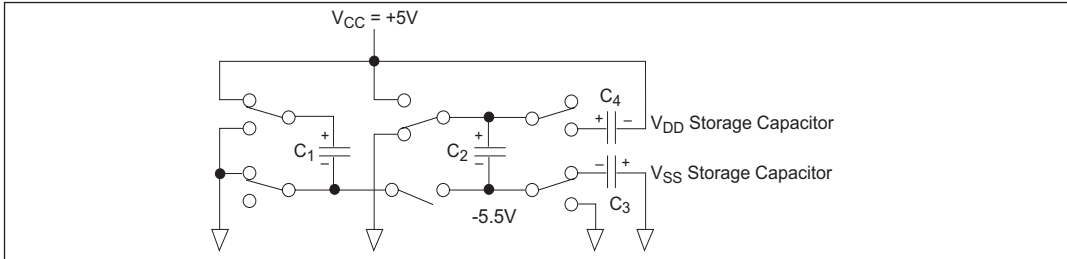 V_CC = +5V
C_4
+ −
V_DD Storage Capacitor
+
C_1
−
+
C_2
−
− +
V_SS Storage Capacitor
C_3
-5.5V